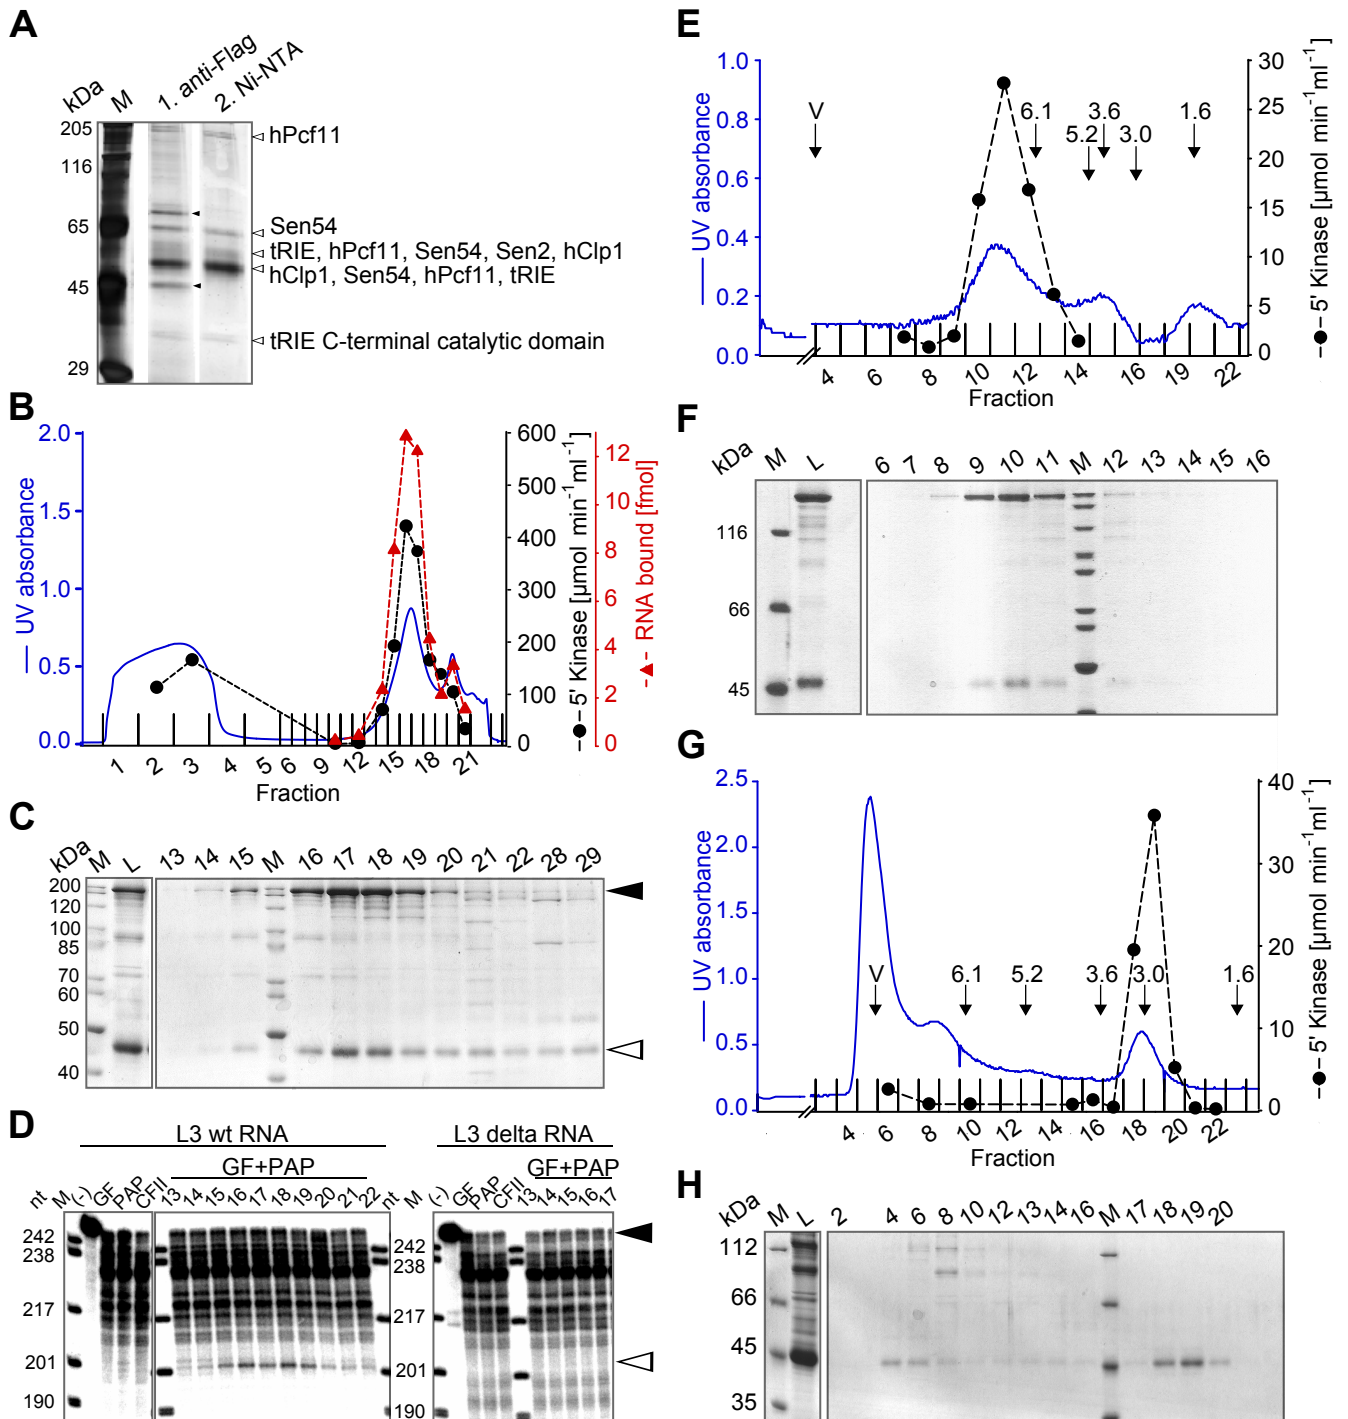 A
kDa M 1. anti-Flag 2. Ni-NTA
205
116
65
45
29
hPcf11
Sen54
tRIE, hPcf11, Sen54, Sen2, hClp1
hClp1, Sen54, hPcf11, tRIE
tRIE C-terminal catalytic domain
B
2.0
1.5
1.0
0.5
0.0
UV absorbance
600
500
400
300
200
100
0
5' Kinase [µmol min-1ml-1]
12
10
8
6
4
2
0
RNA bound [fmol]
1 2 3 4 5 6 9 12 15 18 21
Fraction
C
kDa M L 13 14 15 M 16 17 18 19 20 21 22 28 29
200
120
100
85
70
60
50
40
D
L3 wt RNA
GF+PAP
nt M (-) GF PAP CFII 13 14 15 16 17 18 19 20 21 22
242
238
217
201
190
L3 delta RNA
GF+PAP
nt M (-) GF PAP CFII 13 14 15 16 17
242
238
217
201
190
E
1.0
0.8
0.6
0.4
0.2
0.0
UV absorbance
V 6.1 5.2 3.6 3.0 1.6
30
25
20
15
10
5
0
5' Kinase [µmol min-1ml-1]
4 6 8 10 12 14 16 19 22
Fraction
F
kDa M L 6 7 8 9 10 11 M 12 13 14 15 16
116
66
45
G
2.5
2.0
1.5
1.0
0.5
0.0
UV absorbance
V 6.1 5.2 3.6 3.0 1.6
40
30
20
10
0
5' Kinase [µmol min-1ml-1]
4 6 8 10 12 14 16 18 20 22
Fraction
H
kDa M L 2 4 6 8 10 12 13 14 16 M 17 18 19 20
112
66
45
35